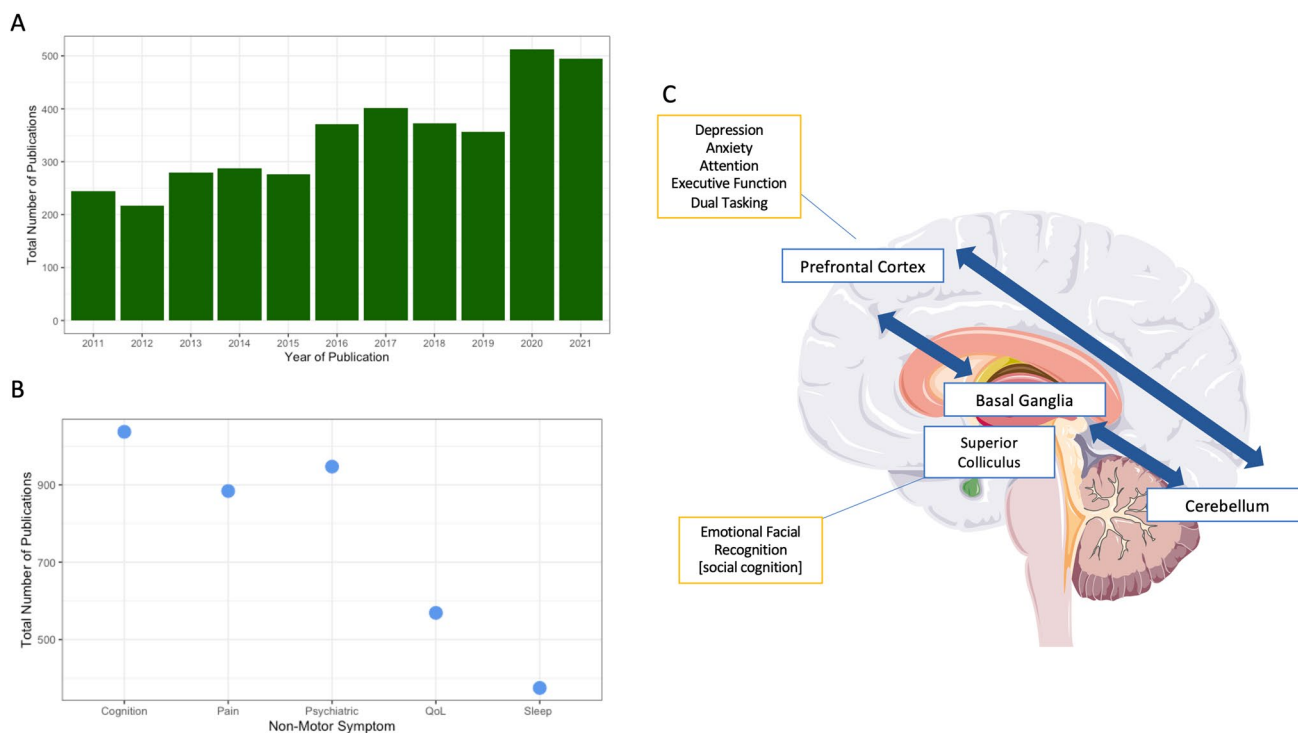 A
Total Number of Publications
500
400
300
200
100
0
2011 2012 2013 2014 2015 2016 2017 2018 2019 2020 2021
Year of Publication
B
Total Number of Publications
900
700
500
Cognition Pain Psychiatric QoL Sleep
Non-Motor Symptom
C
Depression
Anxiety
Attention
Executive Function
Dual Tasking
Prefrontal Cortex
Basal Ganglia
Superior
Colliculus
Cerebellum
Emotional Facial
Recognition
[social cognition]